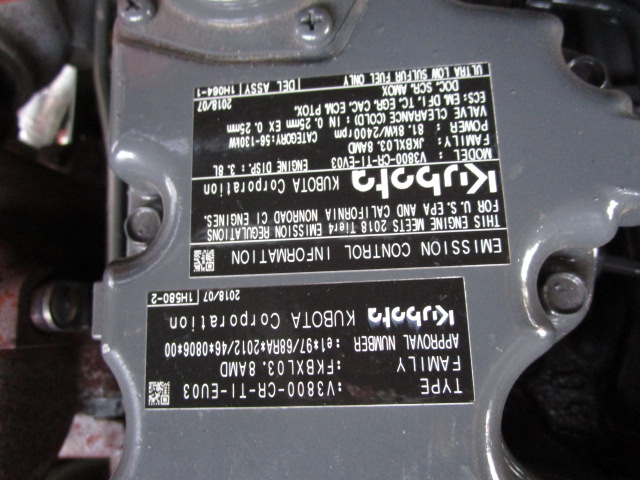 TYPE :V3800-CR-TI-EV03
FAMILY :FKBXL03.8AMD
APPROVAL NUMBER :e1*97/68RA*2012/46*0806*00
Kubota KUBOTA Corporation
2018/07 1H580-2
EMISSION CONTROL INFORMATION
THIS ENGINE MEETS 2018 Tier4 EMISSION REGULATIONS
FOR U.S. EPA AND CALIFORNIA NONROAD CI ENGINES.
Kubota KUBOTA Corporation
MODEL :V3800-CR-TI-EV03
FAMILY :JKBXL03.8AMD ENGINE DISP.:3.8L
POWER :81.8kW/2400rpm CATEGORY:56-130kW
VALVE CLEARANCE (COLD):IN 0.25mm EX 0.25mm
ECS:EM, DFI, TC, EGR, CAC, ECM, PTOX,
DOC, SCR, AMOX
ULTRA LOW SULFUR FUEL ONLY DEL ASSY 1H064-1
2018/07